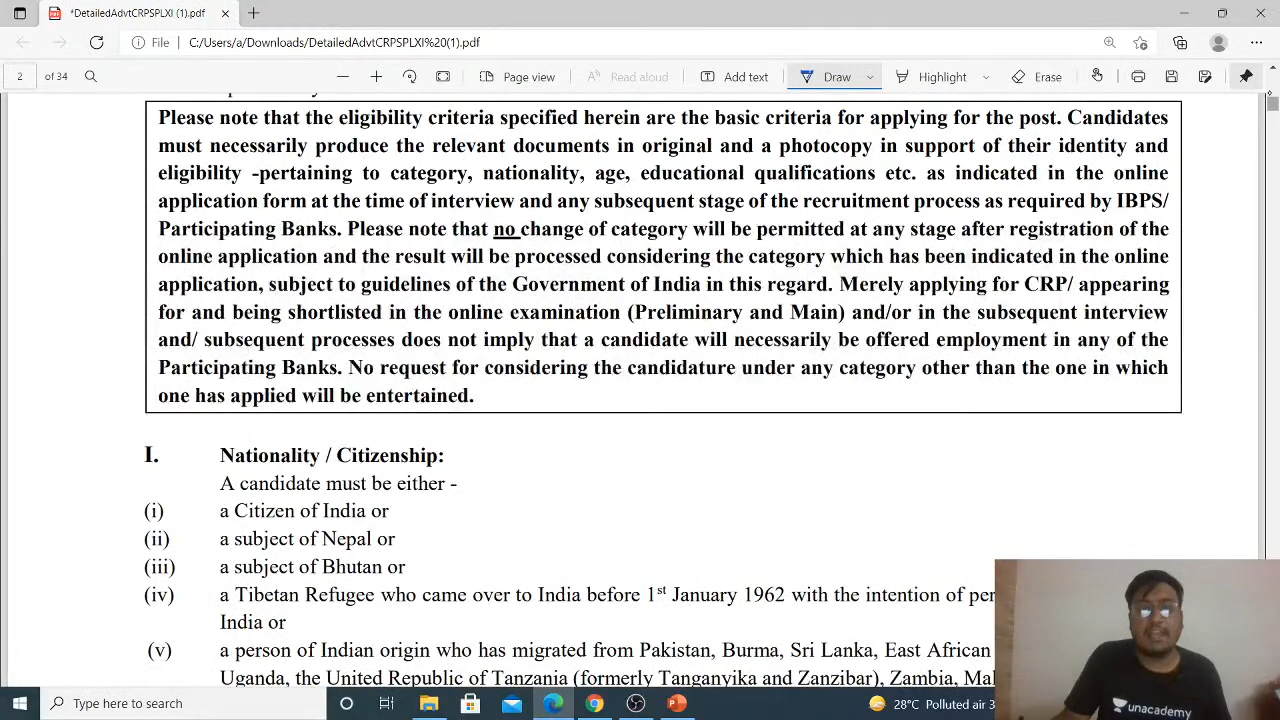 *DetailedAdvtCRPSPLXI (1).pdf
File
C:/Users/a/Downloads/DetailedAdvtCRPSPLXI%20(1).pdf
2 of 34
Page view
Read aloud
Add text
Draw
Highlight
Erase
Please note that the eligibility criteria specified herein are the basic criteria for applying for the post. Candidates
must necessarily produce the relevant documents in original and a photocopy in support of their identity and
eligibility -pertaining to category, nationality, age, educational qualifications etc. as indicated in the online
application form at the time of interview and any subsequent stage of the recruitment process as required by IBPS/
Participating Banks. Please note that no change of category will be permitted at any stage after registration of the
online application and the result will be processed considering the category which has been indicated in the online
application, subject to guidelines of the Government of India in this regard. Merely applying for CRP/ appearing
for and being shortlisted in the online examination (Preliminary and Main) and/or in the subsequent interview
and/ subsequent processes does not imply that a candidate will necessarily be offered employment in any of the
Participating Banks. No request for considering the candidature under any category other than the one in which
one has applied will be entertained.
I. Nationality / Citizenship:
A candidate must be either -
(i) a Citizen of India or
(ii) a subject of Nepal or
(iii) a subject of Bhutan or
(iv) a Tibetan Refugee who came over to India before 1st January 1962 with the intention of
India or
(v) a person of Indian origin who has migrated from Pakistan, Burma, Sri Lanka, East African
Uganda, the United Republic of Tanzania (formerly Tanganyika and Zanzibar), Zambia,
unacademy
Type here to search
28°C Polluted air